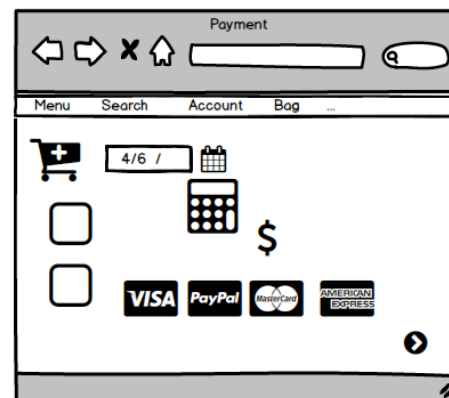 Payment
Menu Search Account Bag ...
4/6 /
$
VISA PayPal MasterCard AMERICAN EXPRESS